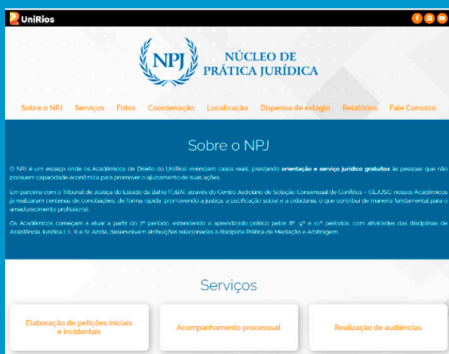 UniRios
NPJ
NÚCLEO DE
PRÁTICA JURÍDICA
Sobre o NPJ Serviços Fotos Coordenação Localização Dispensa de estágio Relatórios Fale Conosco
Sobre o NPJ
O NPJ é um espaço onde os Acadêmicos de Direito do UniRios vivenciam casos reais, prestando orientação e serviço jurídico gratuitos às pessoas que não
possuem capacidade econômica para promover o ajuizamento de suas ações.
Em parceria com o Tribunal de Justiça do Estado da Bahia (TJBA), através do Centro Judiciário de Solução Consensual de Conflitos - CEJUSC, nossos Acadêmicos
já realizaram centenas de conciliações, de forma rápida, promovendo a justiça, a pacificação social e a cidadania, o que contribui de maneira fundamental para o
amadurecimento profissional.
Os Acadêmicos começam a atuar a partir do 7º período, estendendo o aprendizado prático pelos 8º, 9º e 10º períodos, com atividades das disciplinas de
Assistência Jurídica I, II, III e IV. Ainda, desenvolvem atribuições relacionadas à disciplina Prática de Mediação e Arbitragem.
Serviços
Elaboração de petições iniciais
e incidentais
Acompanhamento processual
Realização de audiências